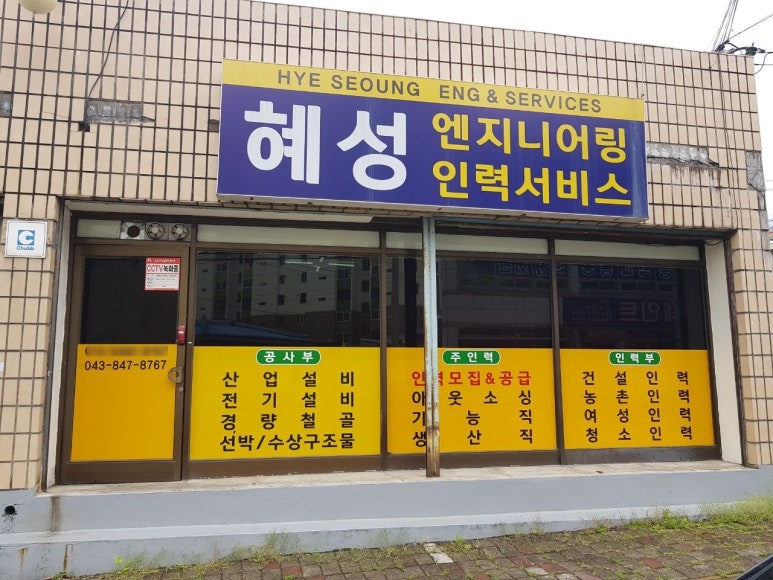 HYE SEOUNG ENG & SERVICES
혜성
엔지니어링
인력서비스
Chubb
CCTV녹화중
043-847-8767
공사부
산업설비
전기설비
경량철골
선박/수상구조물
주인력
인력모집&공급
아웃소싱
기능직
생산직
인력부
건설인력
농촌인력
여성인력
청소인력